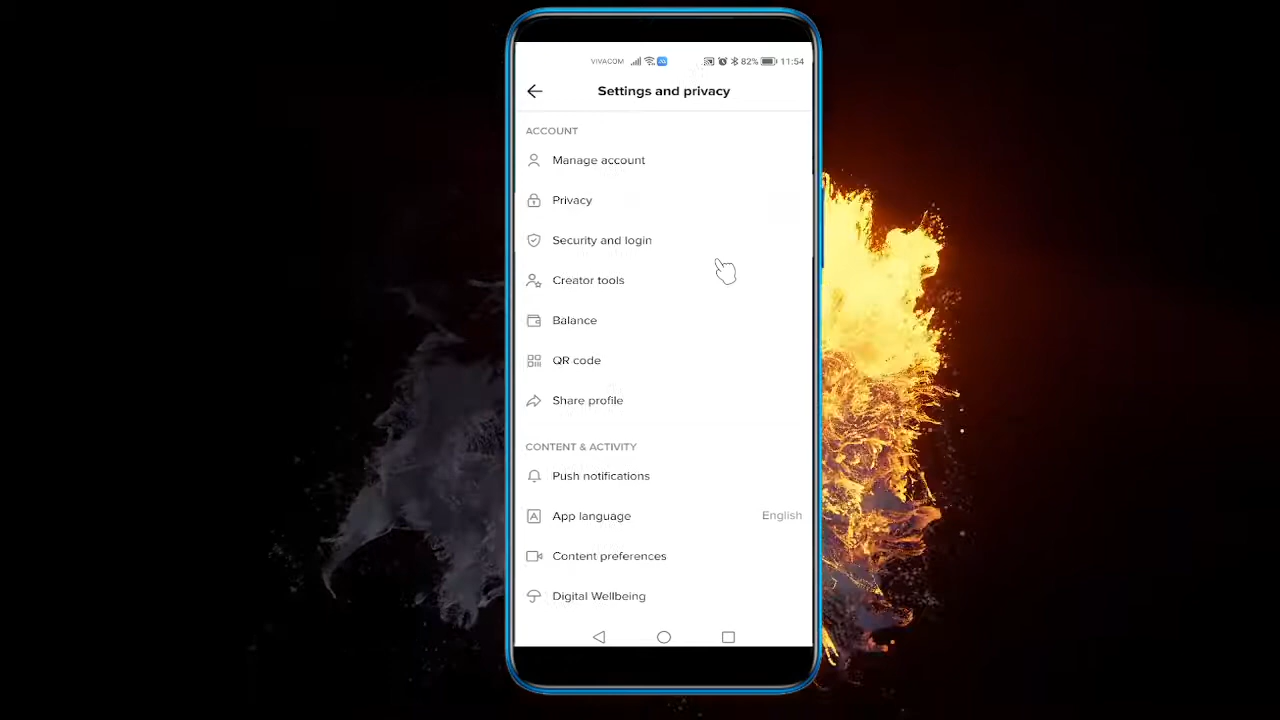 VIVACOM 82% 11:54
Settings and privacy
ACCOUNT
Manage account
Privacy
Security and login
Creator tools
Balance
QR code
Share profile
CONTENT & ACTIVITY
Push notifications
App language English
Content preferences
Digital Wellbeing